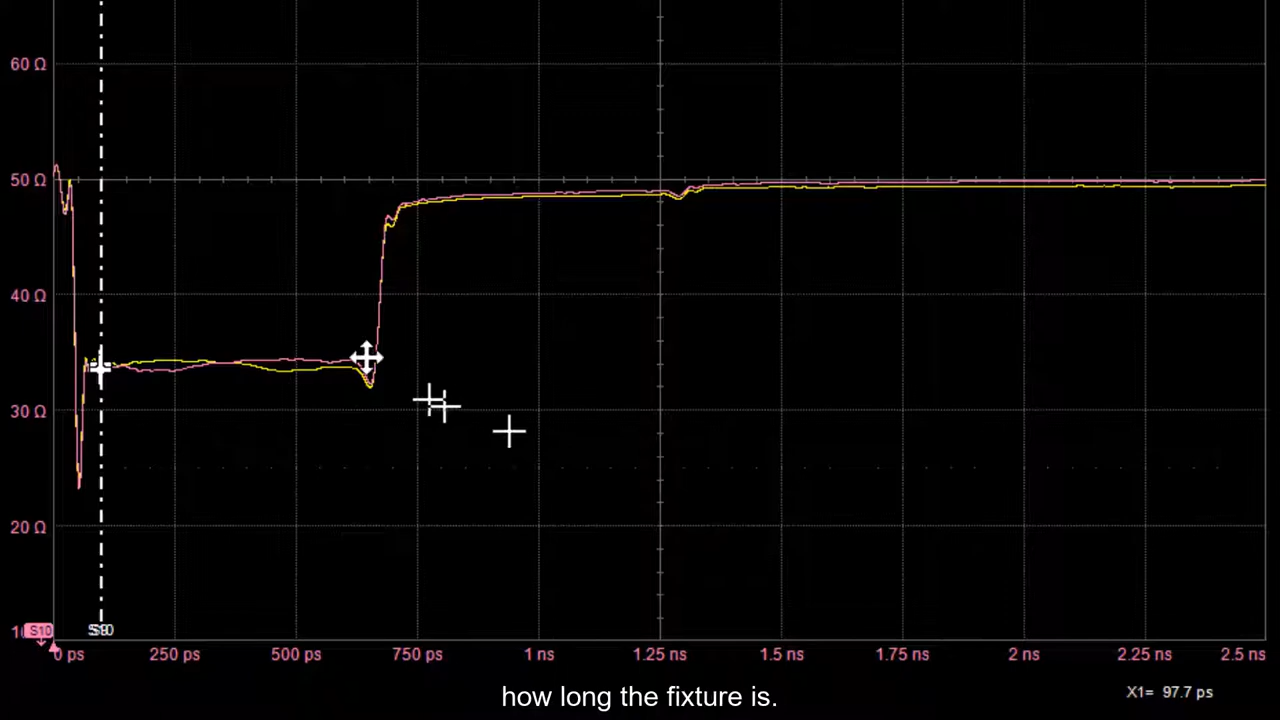 60 Ω
50 Ω
40 Ω
30 Ω
20 Ω
S10
0 ps 250 ps 500 ps 750 ps 1 ns 1.25 ns 1.5 ns 1.75 ns 2 ns 2.25 ns 2.5 ns
X1= 97.7 ps
how long the fixture is.